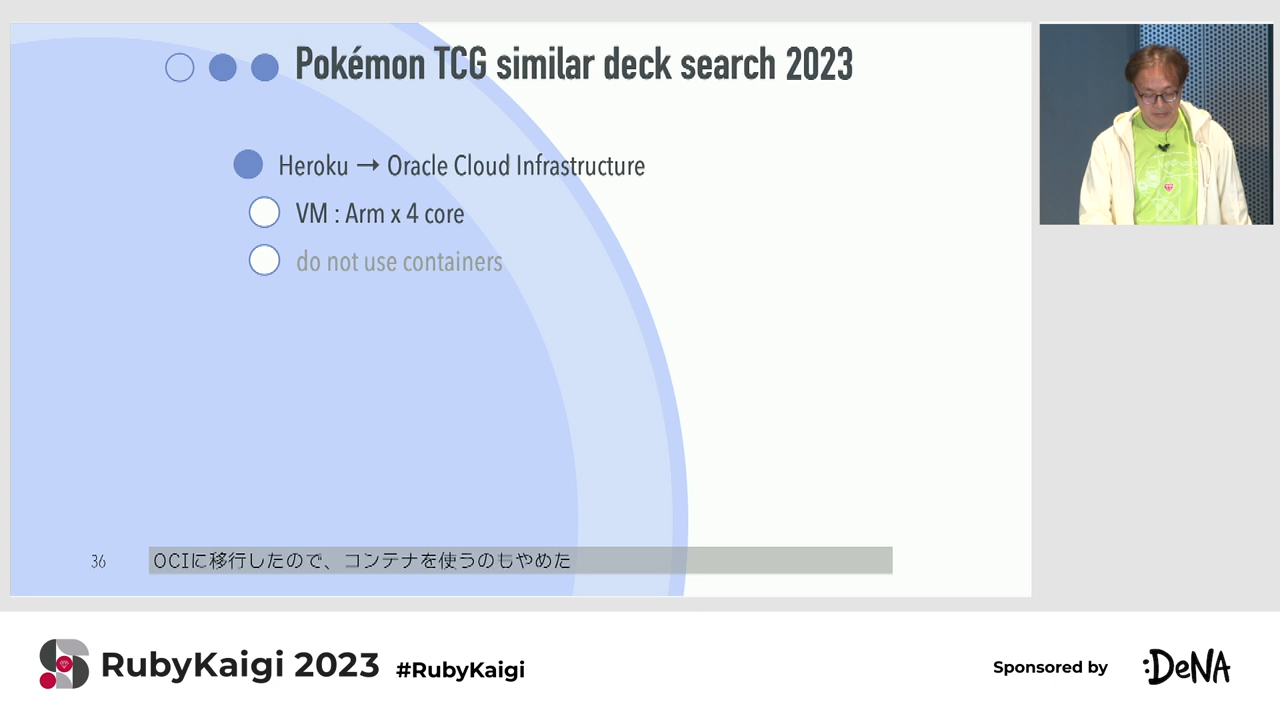 Pokémon TCG similar deck search 2023
Heroku → Oracle Cloud Infrastructure
VM : Arm x 4 core
do not use containers
36
OCIに移行したので、コンテナを使うのもやめた
RubyKaigi 2023 #RubyKaigi
Sponsored by :DeNA